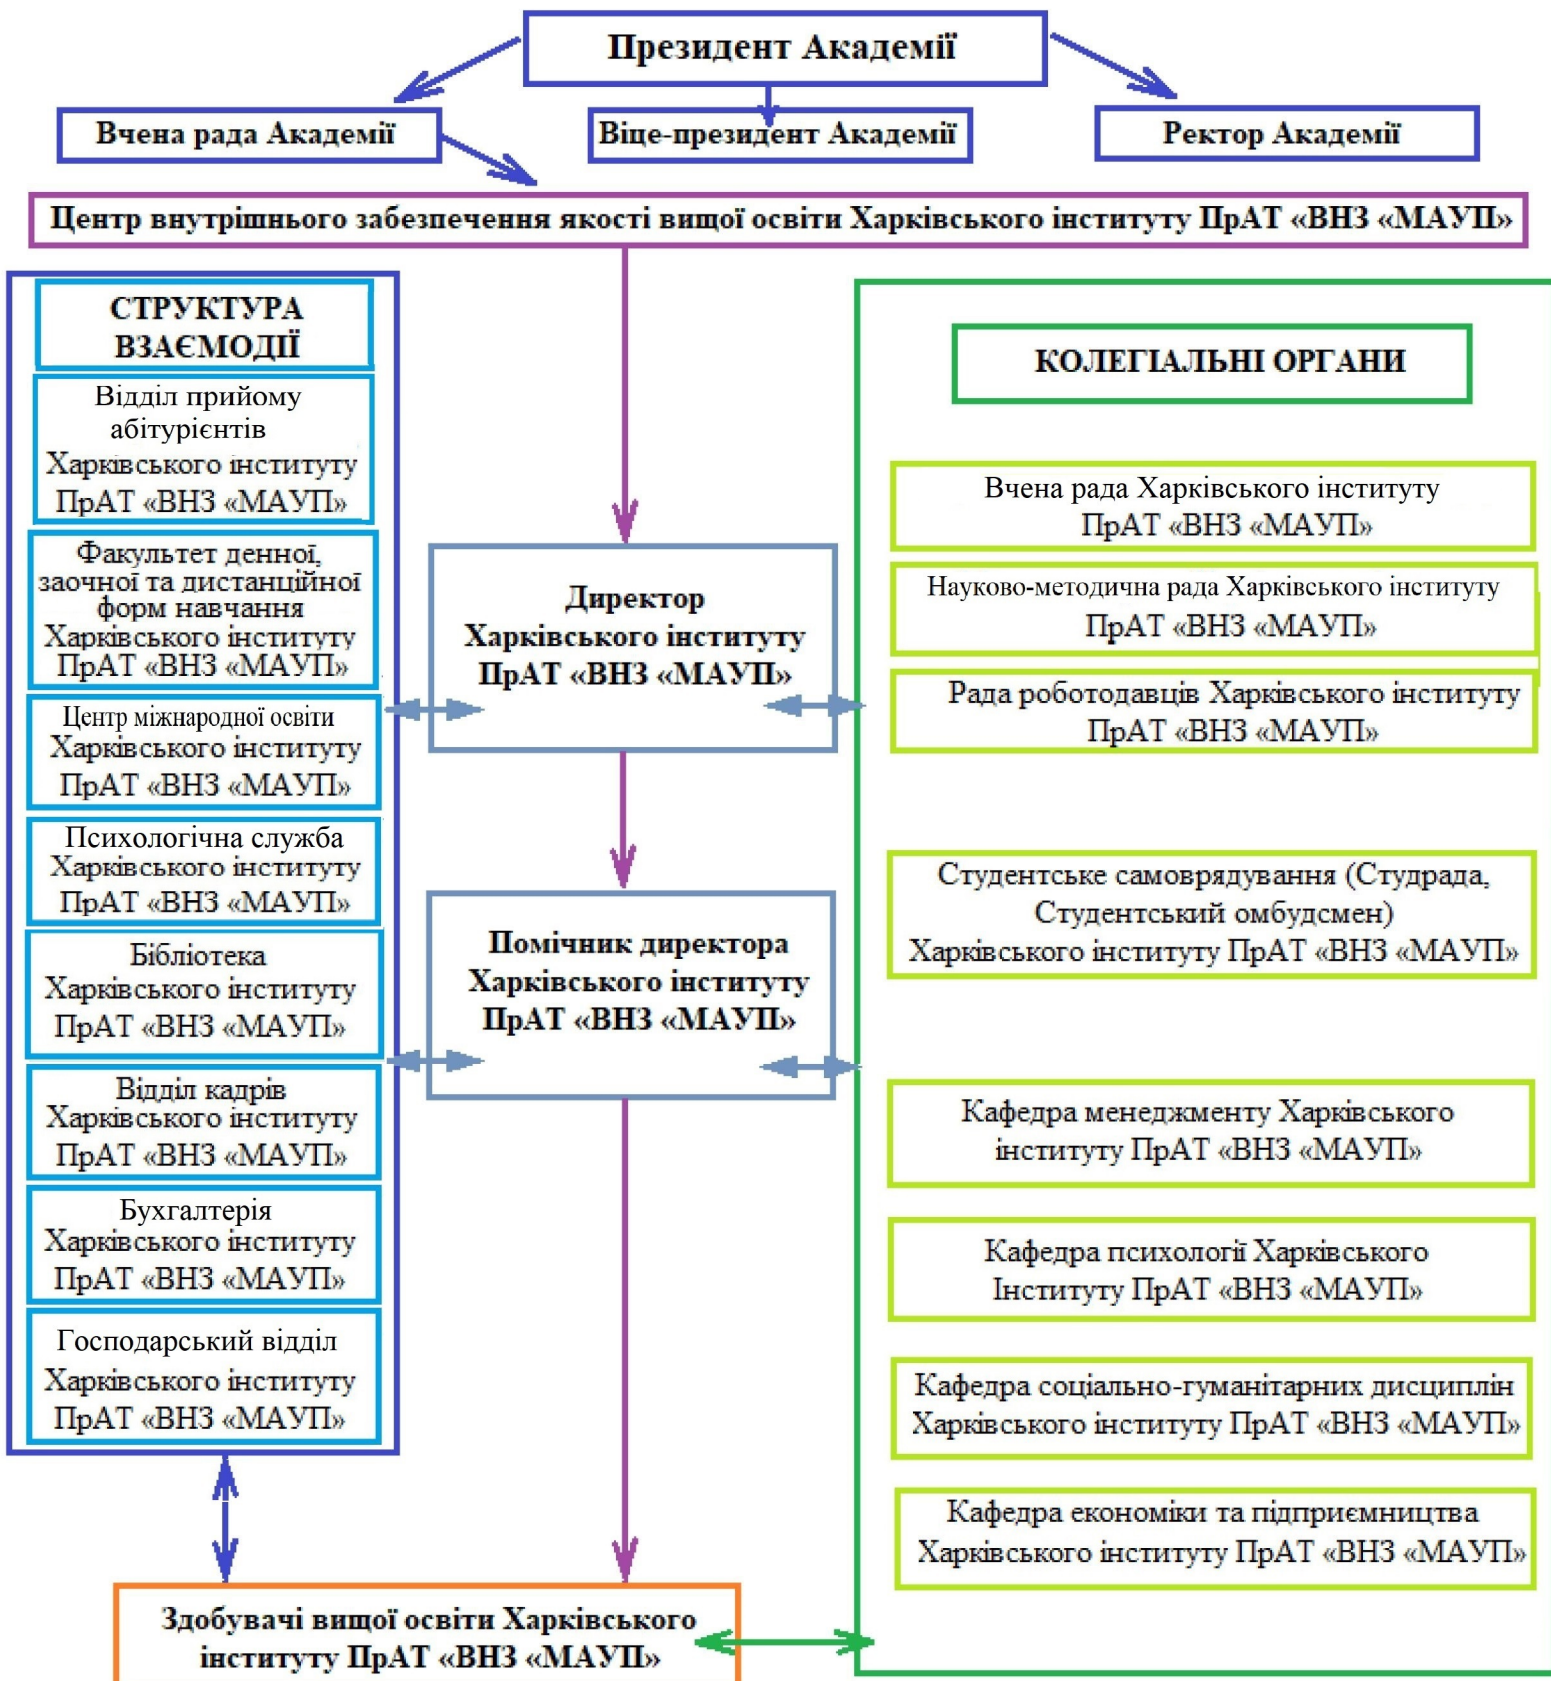 Президент Академії
Вчена рада Академії
Віце-президент Академії
Ректор Академії
Центр внутрішнього забезпечення якості вищої освіти Харківського інституту ПрАТ «ВНЗ «МАУП»
СТРУКТУРА
ВЗАЄМОДІЇ
Відділ прийому
абітурієнтів
Харківського інституту
ПрАТ «ВНЗ «МАУП»
Факультет денної,
заочної та дистанційної
форм навчання
Харківського інституту
ПрАТ «ВНЗ «МАУП»
Центр міжнародної освіти
Харківського інституту
ПрАТ «ВНЗ «МАУП»
Психологічна служба
Харківського інституту
ПрАТ «ВНЗ «МАУП»
Бібліотека
Харківського інституту
ПрАТ «ВНЗ «МАУП»
Відділ кадрів
Харківського інституту
ПрАТ «ВНЗ «МАУП»
Бухгалтерія
Харківського інституту
ПрАТ «ВНЗ «МАУП»
Господарський відділ
Харківського інституту
ПрАТ «ВНЗ «МАУП»
Директор
Харківського інституту
ПрАТ «ВНЗ «МАУП»
Помічник директора
Харківського інституту
ПрАТ «ВНЗ «МАУП»
КОЛЕГІАЛЬНІ ОРГАНИ
Вчена рада Харківського інституту
ПрАТ «ВНЗ «МАУП»
Науково-методична рада Харківського інституту
ПрАТ «ВНЗ «МАУП»
Рада роботодавців Харківського інституту
ПрАТ «ВНЗ «МАУП»
Студентське самоврядування (Студрада,
Студентський омбудсмен)
Харківського інституту ПрАТ «ВНЗ «МАУП»
Кафедра менеджменту Харківського
інституту ПрАТ «ВНЗ «МАУП»
Кафедра психології Харківського
Інституту ПрАТ «ВНЗ «МАУП»
Кафедра соціально-гуманітарних дисциплін
Харківського інституту ПрАТ «ВНЗ «МАУП»
Кафедра економіки та підприємництва
Харківського інституту ПрАТ «ВНЗ «МАУП»
Здобувачі вищої освіти Харківського
інституту ПрАТ «ВНЗ «МАУП»